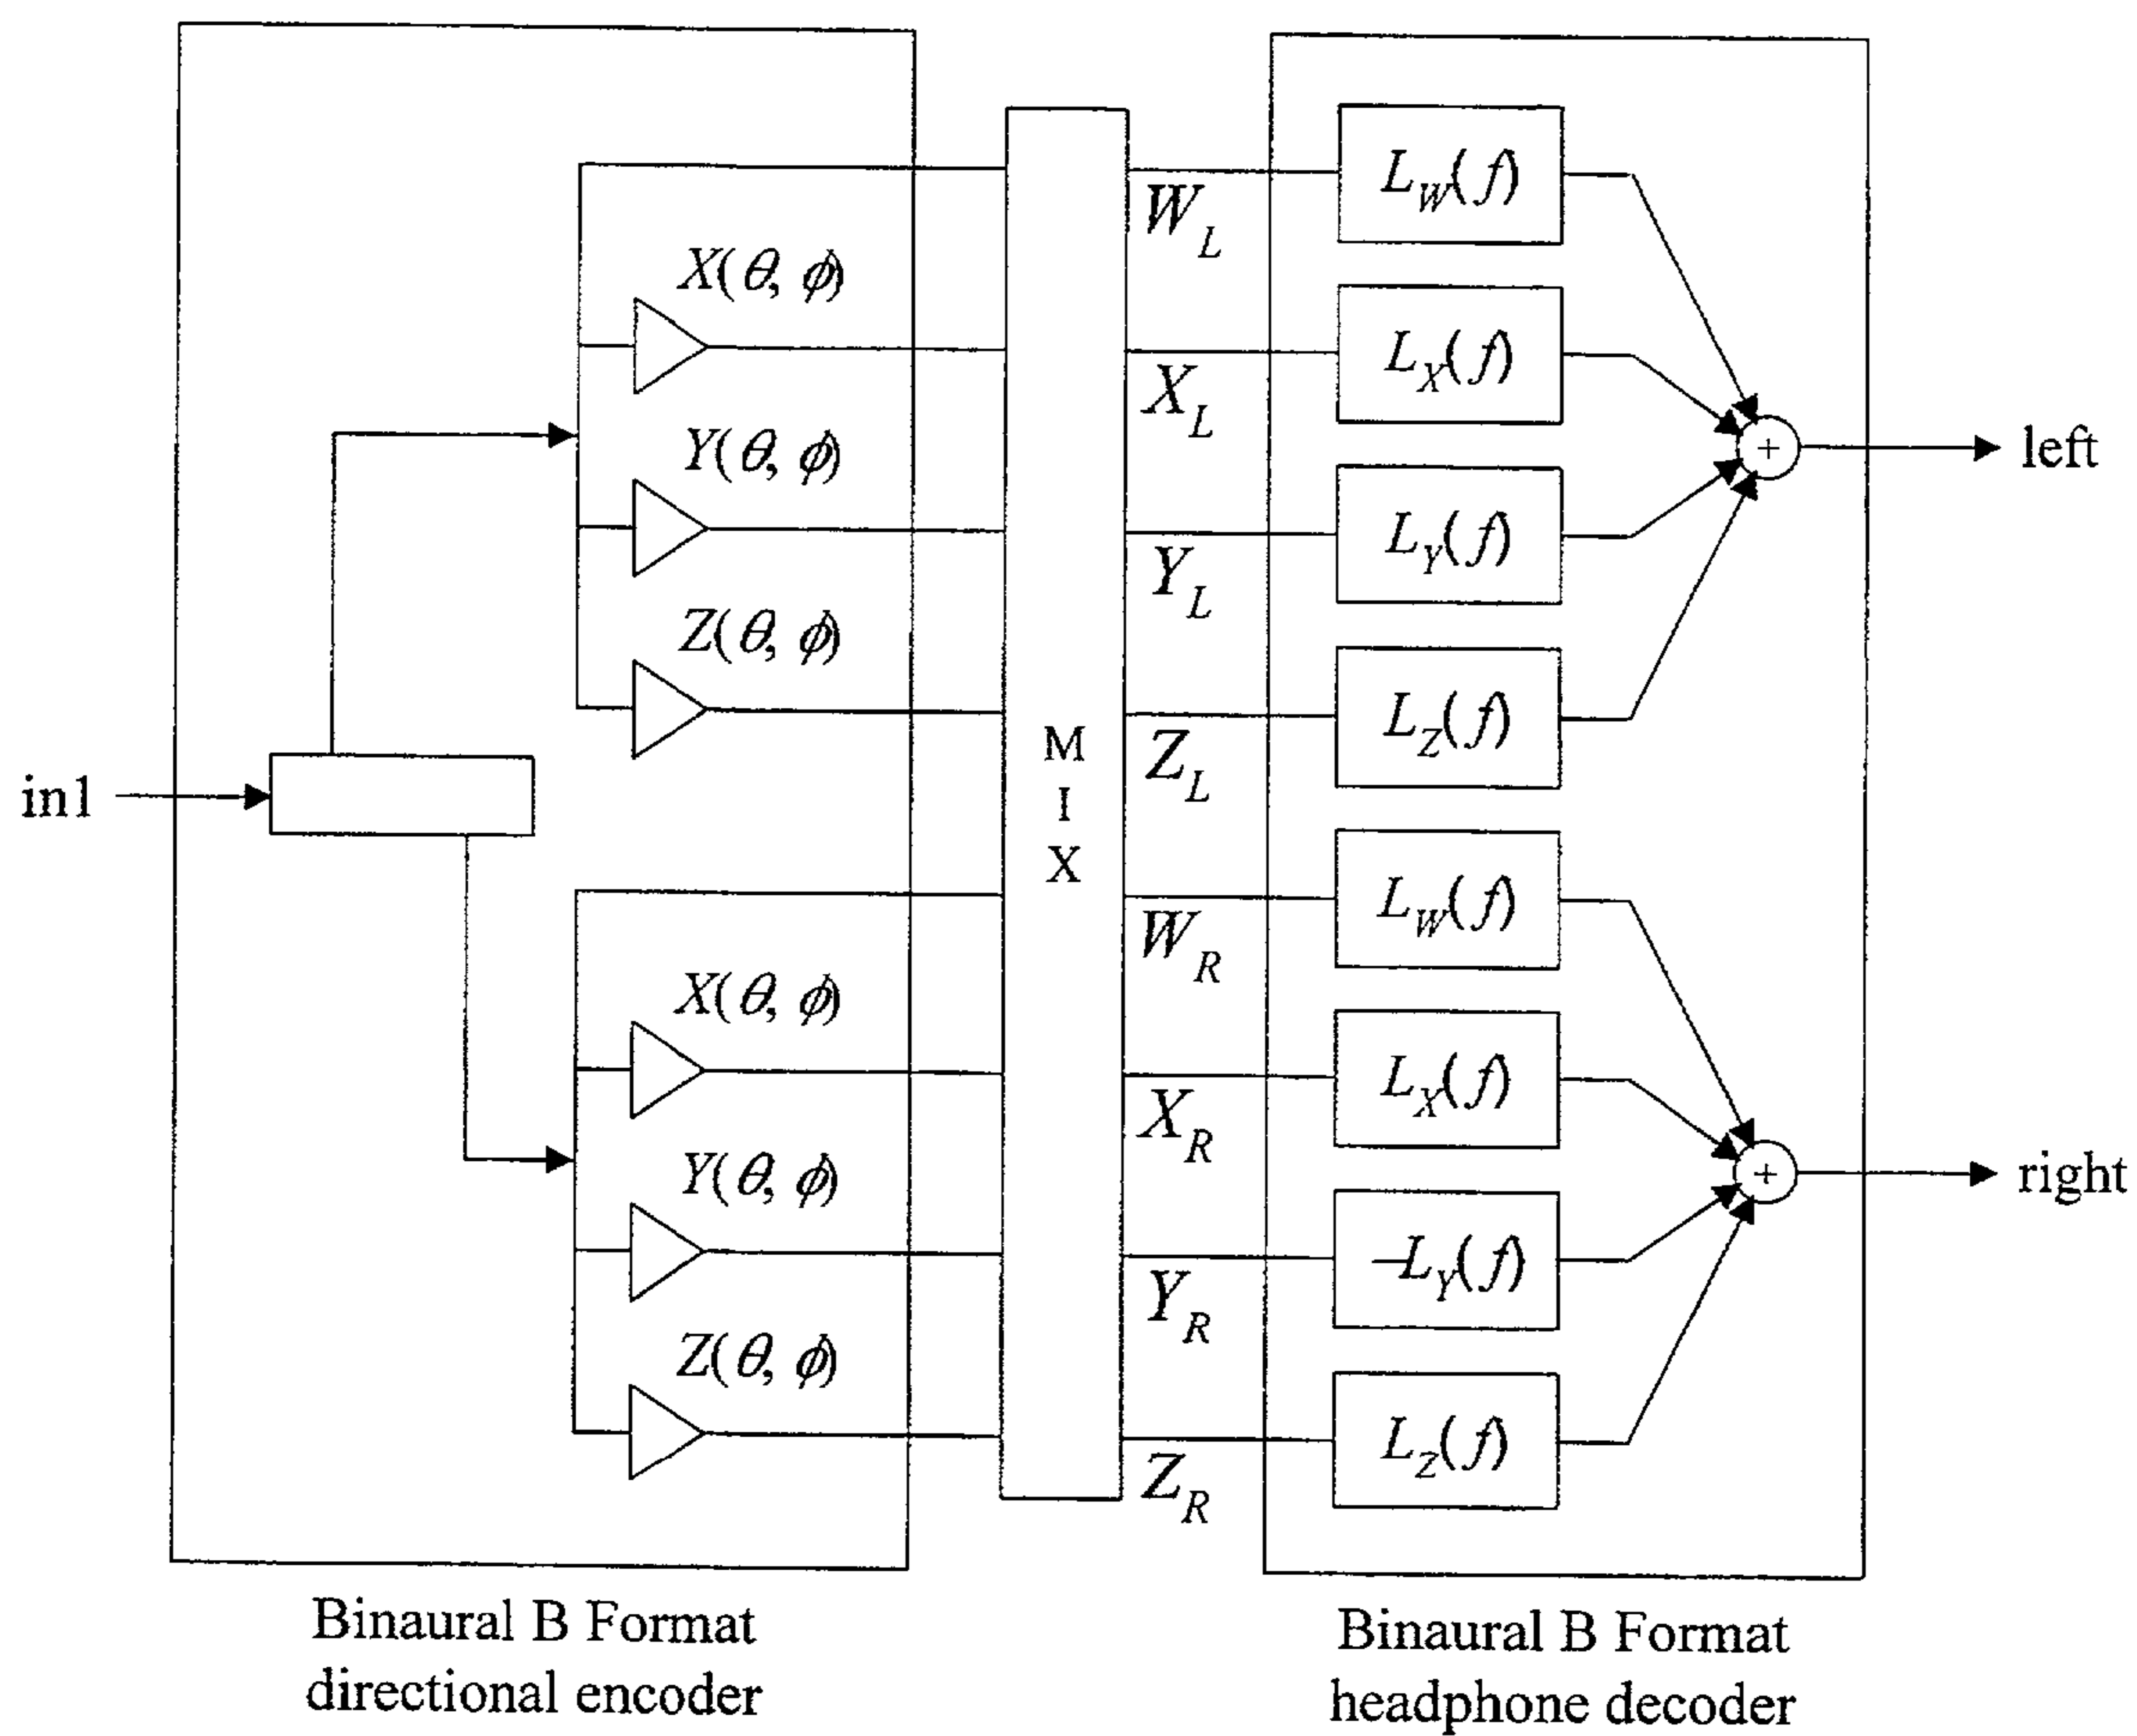 X(θ, ϕ)
Y(θ, ϕ)
Z(θ, ϕ)
in1
X(θ, ϕ)
Y(θ, ϕ)
Z(θ, ϕ)
M
I
X
W_L
X_L
Y_L
Z_L
W_R
X_R
Y_R
Z_R
L_W(f)
L_X(f)
L_Y(f)
L_Z(f)
L_W(f)
L_X(f)
–L_Y(f)
L_Z(f)
+
left
+
right
Binaural B Format
directional encoder
Binaural B Format
headphone decoder